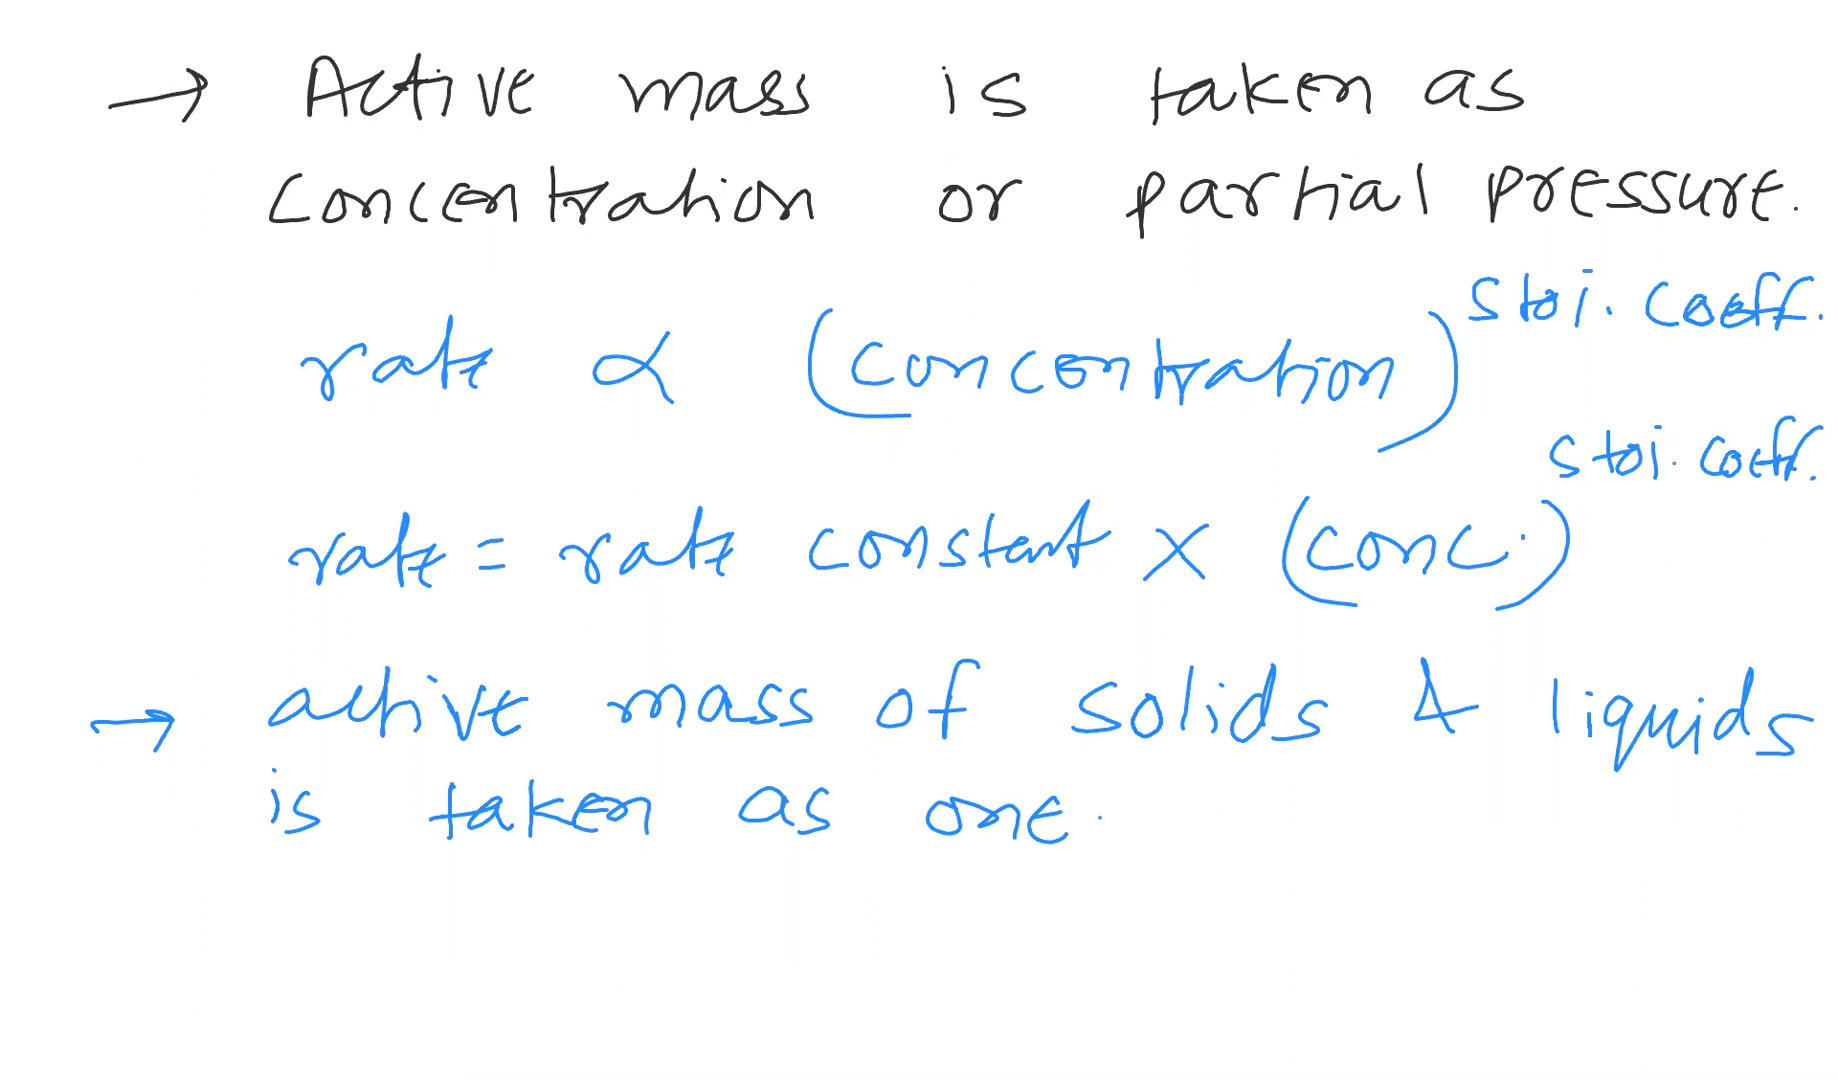 → Active mass is taken as
concentration or partial pressure.
rate ∝ (concentration)^stoi. coeff.
rate = rate constant × (conc.)^stoi. coeff.
→ active mass of solids & liquids
is taken as one.